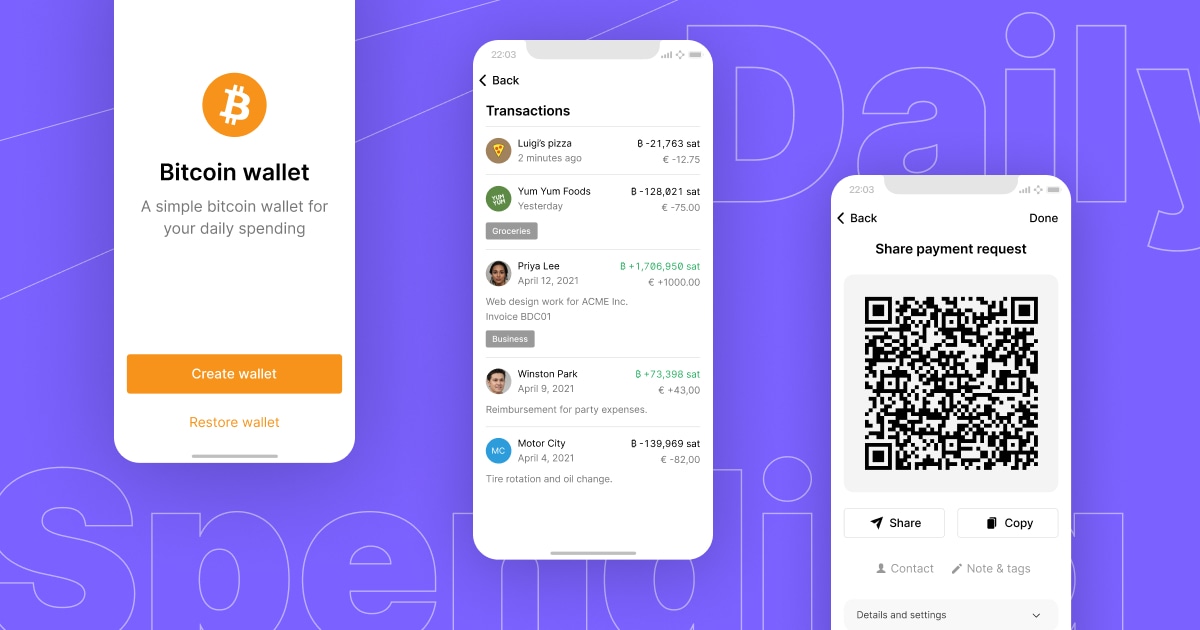 Daily
Spending
Bitcoin wallet
A simple bitcoin wallet for
your daily spending
Create wallet
Restore wallet
22:03
Back
Transactions
Luigi's pizza ₿ -21,763 sat
2 minutes ago € -12.75
YUM
YUM
Yum Yum Foods ₿ -128,021 sat
Yesterday € -75.00
Groceries
Priya Lee ₿ +1,706,950 sat
April 12, 2021 € +1000.00
Web design work for ACME Inc.
Invoice BDC01
Business
Winston Park ₿ +73,398 sat
April 9, 2021 € +43,00
Reimbursement for party expenses.
MC
Motor City ₿ -139,969 sat
April 4, 2021 € -82,00
Tire rotation and oil change.
22:03
Back Done
Share payment request
Share Copy
Contact Note & tags
Details and settings